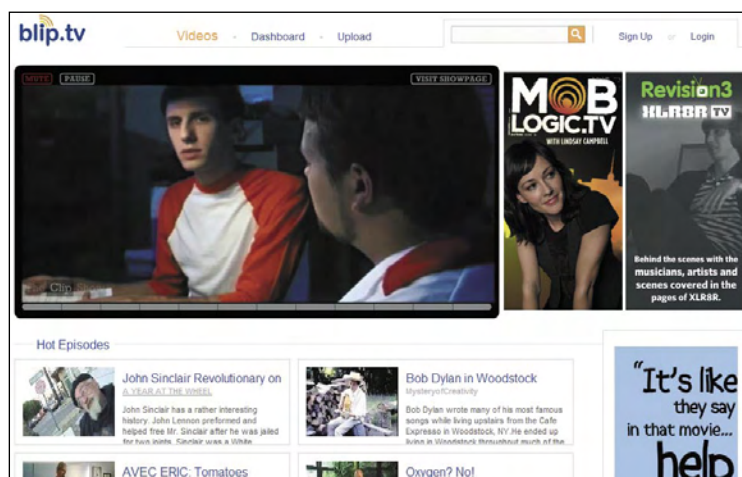 blip.tv
Videos - Dashboard - Upload
Sign Up or Login
MUTE PAUSE VISIT SHOWPAGE
Clip
MOB
LOGIC.TV
WITH LINDSAY CAMPBELL
Revision3
XLR8R TV
Behind the scenes with the
musicians, artists and
scenes covered in the
pages of XLR8R.
Hot Episodes
John Sinclair Revolutionary on
A YEAR AT THE WHEEL
John Sinclair has a rather interesting
history. John Lennon preformed and
helped free Mr. Sinclair after he was jailed
for two joints. Sinclair was a White
Bob Dylan in Woodstock
MysteryofCreativity
Bob Dylan wrote many of his most famous
songs while living upstairs from the Cafe
Expresso in Woodstock, NY.He ended up
living in Woodstock throughout much of the
AVEC ERIC: Tomatoes
Oxygen? No!
"It's like
they say
in that movie...
help